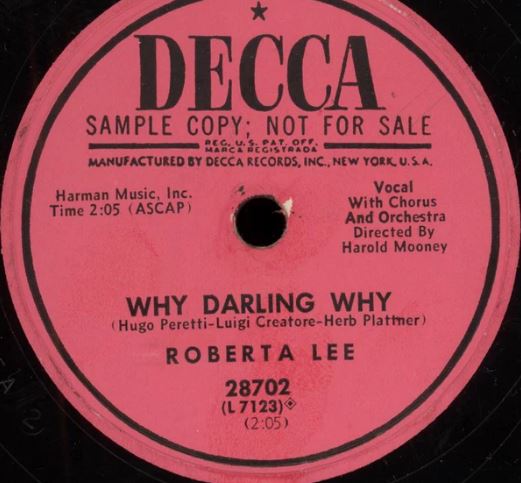 DECCA
SAMPLE COPY; NOT FOR SALE
REG. U.S. PAT. OFF.
MARCA REGISTRADA
MANUFACTURED BY DECCA RECORDS, INC., NEW YORK, U. S. A.
Harman Music, Inc.
Time 2:05 (ASCAP)
Vocal
With Chorus
And Orchestra
Directed By
Harold Mooney
WHY DARLING WHY
(Hugo Peretti-Luigi Creatore-Herb Plattner)
ROBERTA LEE
28702
(L 7123)
(2:05)